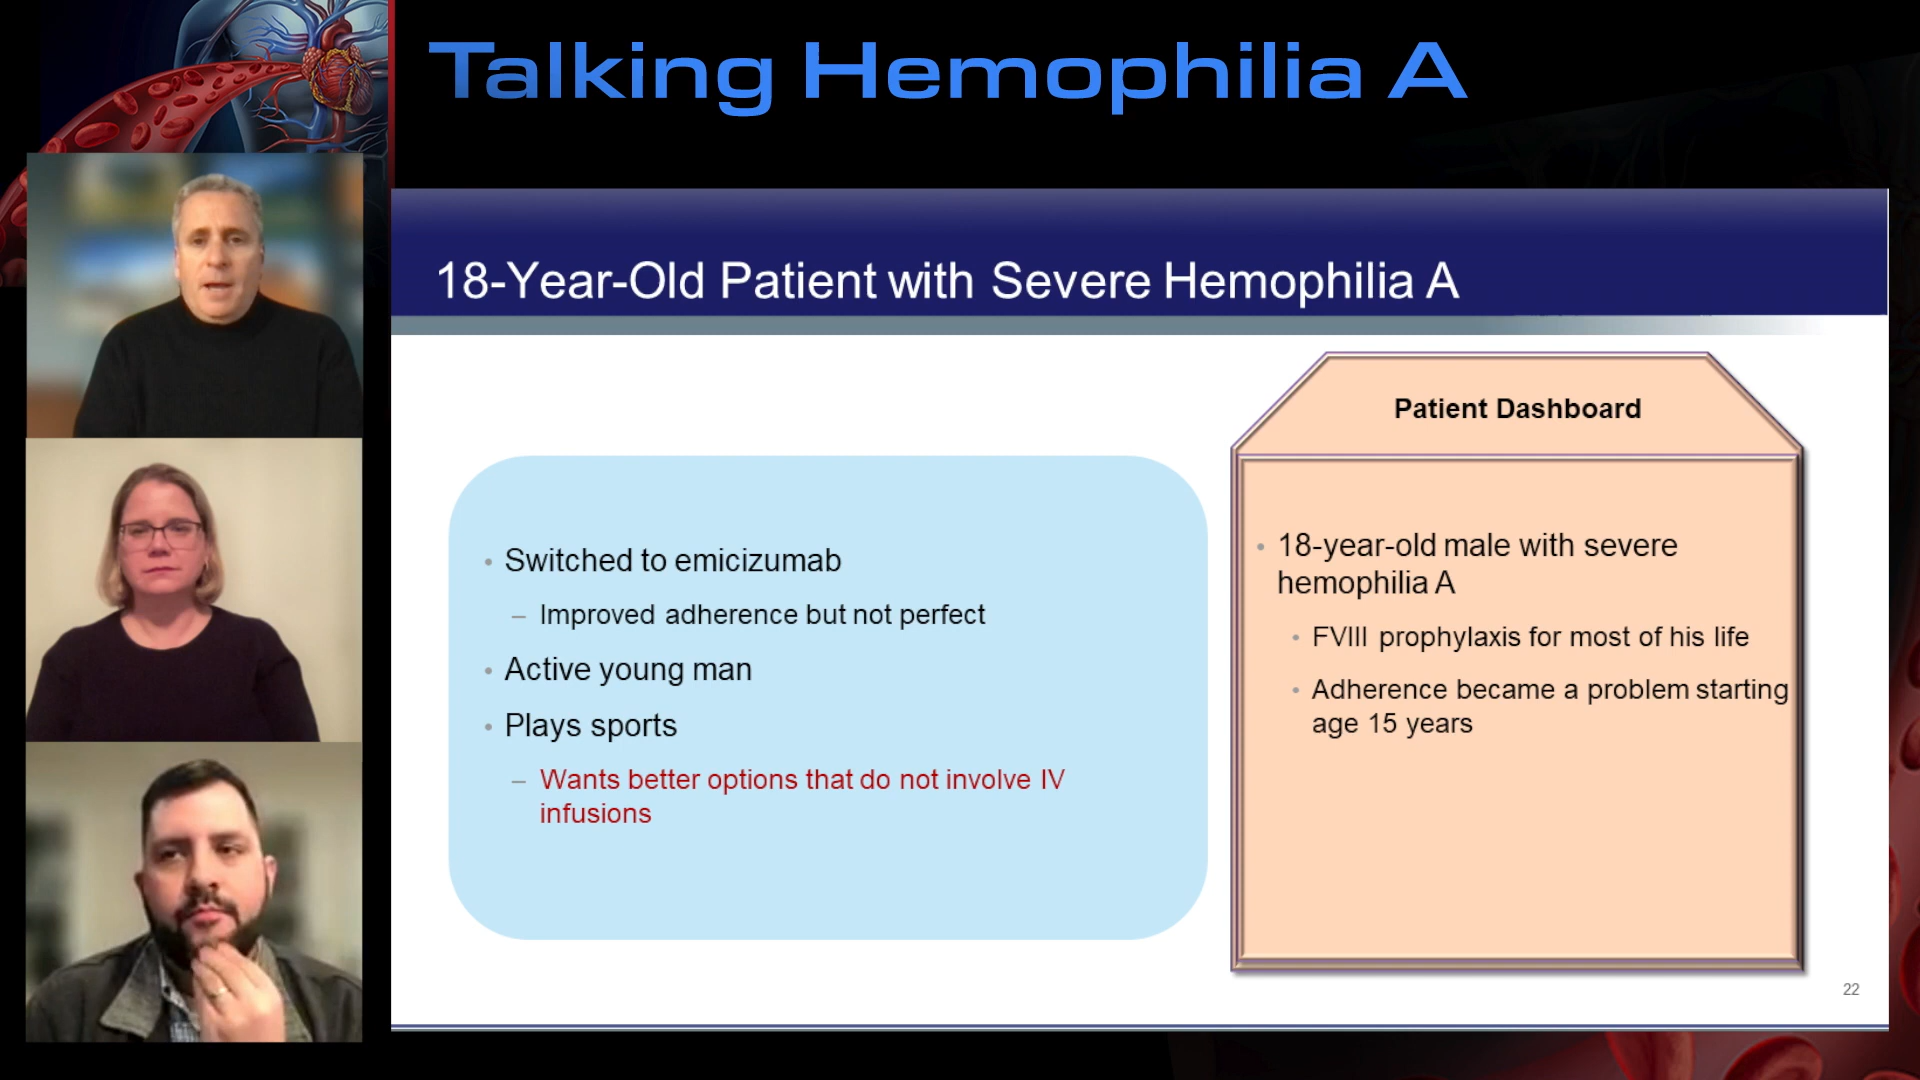 Talking Hemophilia A
18-Year-Old Patient with Severe Hemophilia A
• Switched to emicizumab
– Improved adherence but not perfect
• Active young man
• Plays sports
– Wants better options that do not involve IV
infusions
Patient Dashboard
• 18-year-old male with severe
hemophilia A
• FVIII prophylaxis for most of his life
• Adherence became a problem starting
age 15 years
22